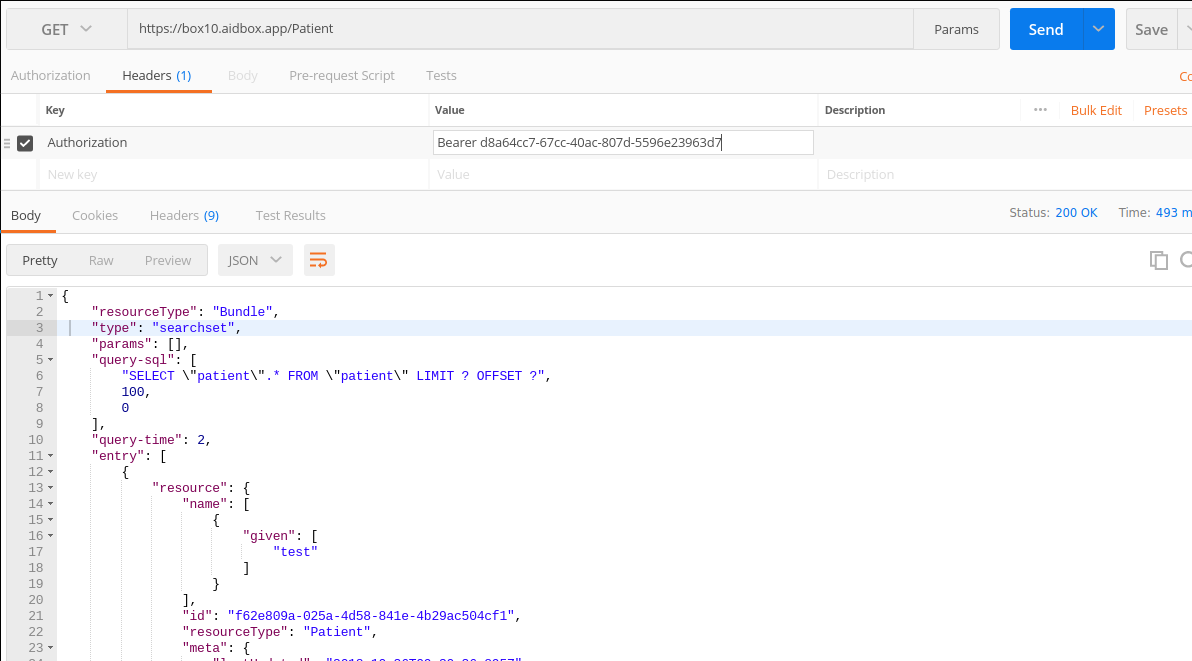 GET https://box10.aidbox.app/Patient Params Send Save
Authorization Headers (1) Body Pre-request Script Tests
Key Value Description ••• Bulk Edit Presets
Authorization Bearer d8a64cc7-67cc-40ac-807d-5596e23963d7
New key Value Description
Body Cookies Headers (9) Test Results Status: 200 OK Time: 493 m
Pretty Raw Preview JSON
1 {
2 "resourceType": "Bundle",
3 "type": "searchset",
4 "params": [],
5 "query-sql": [
6 "SELECT \"patient\".* FROM \"patient\" LIMIT ? OFFSET ?",
7 100,
8 0
9 ],
10 "query-time": 2,
11 "entry": [
12 {
13 "resource": {
14 "name": [
15 {
16 "given": [
17 "test"
18 ]
19 }
20 ],
21 "id": "f62e809a-025a-4d58-841e-4b29ac504cf1",
22 "resourceType": "Patient",
23 "meta": {